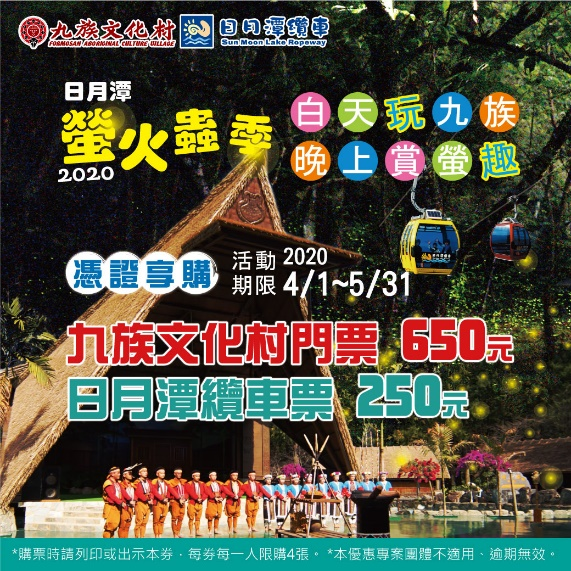 九族文化村
FORMOSAN ABORIGINAL CULTURE VILLAGE
日月潭纜車
Sun Moon Lake Ropeway
日月潭
螢火蟲季
2020
白天玩九族
晚上賞螢趣
憑證享購
活動期限 2020 4/1~5/31
九族文化村門票 650元
日月潭纜車票 250元
*購票時請列印或出示本券，每券每一人限購4張。 *本優惠專案團體不適用、逾期無效。